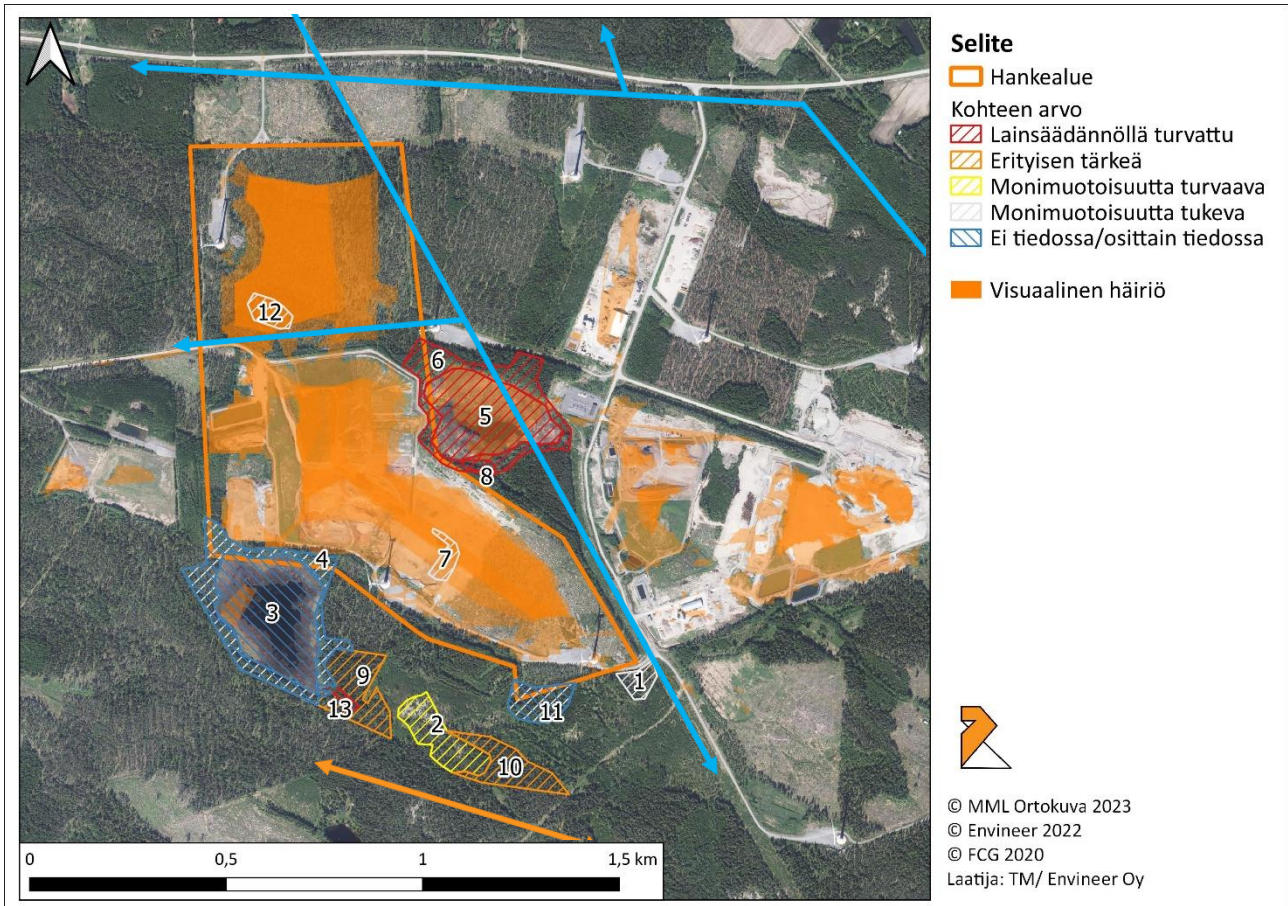 Selite
Hankealue
Kohteen arvo
Lainsäädännöllä turvattu
Erityisen tärkeä
Monimuotoisuutta turvaava
Monimuotoisuutta tukeva
Ei tiedossa/osittain tiedossa
Visuaalinen häiriö
12
6
5
8
7
4
3
9
13
1
11
2
10
0
0,5
1
1,5 km
© MML Ortokuva 2023
© Envineer 2022
© FCG 2020
Laatija: TM/ Envineer Oy